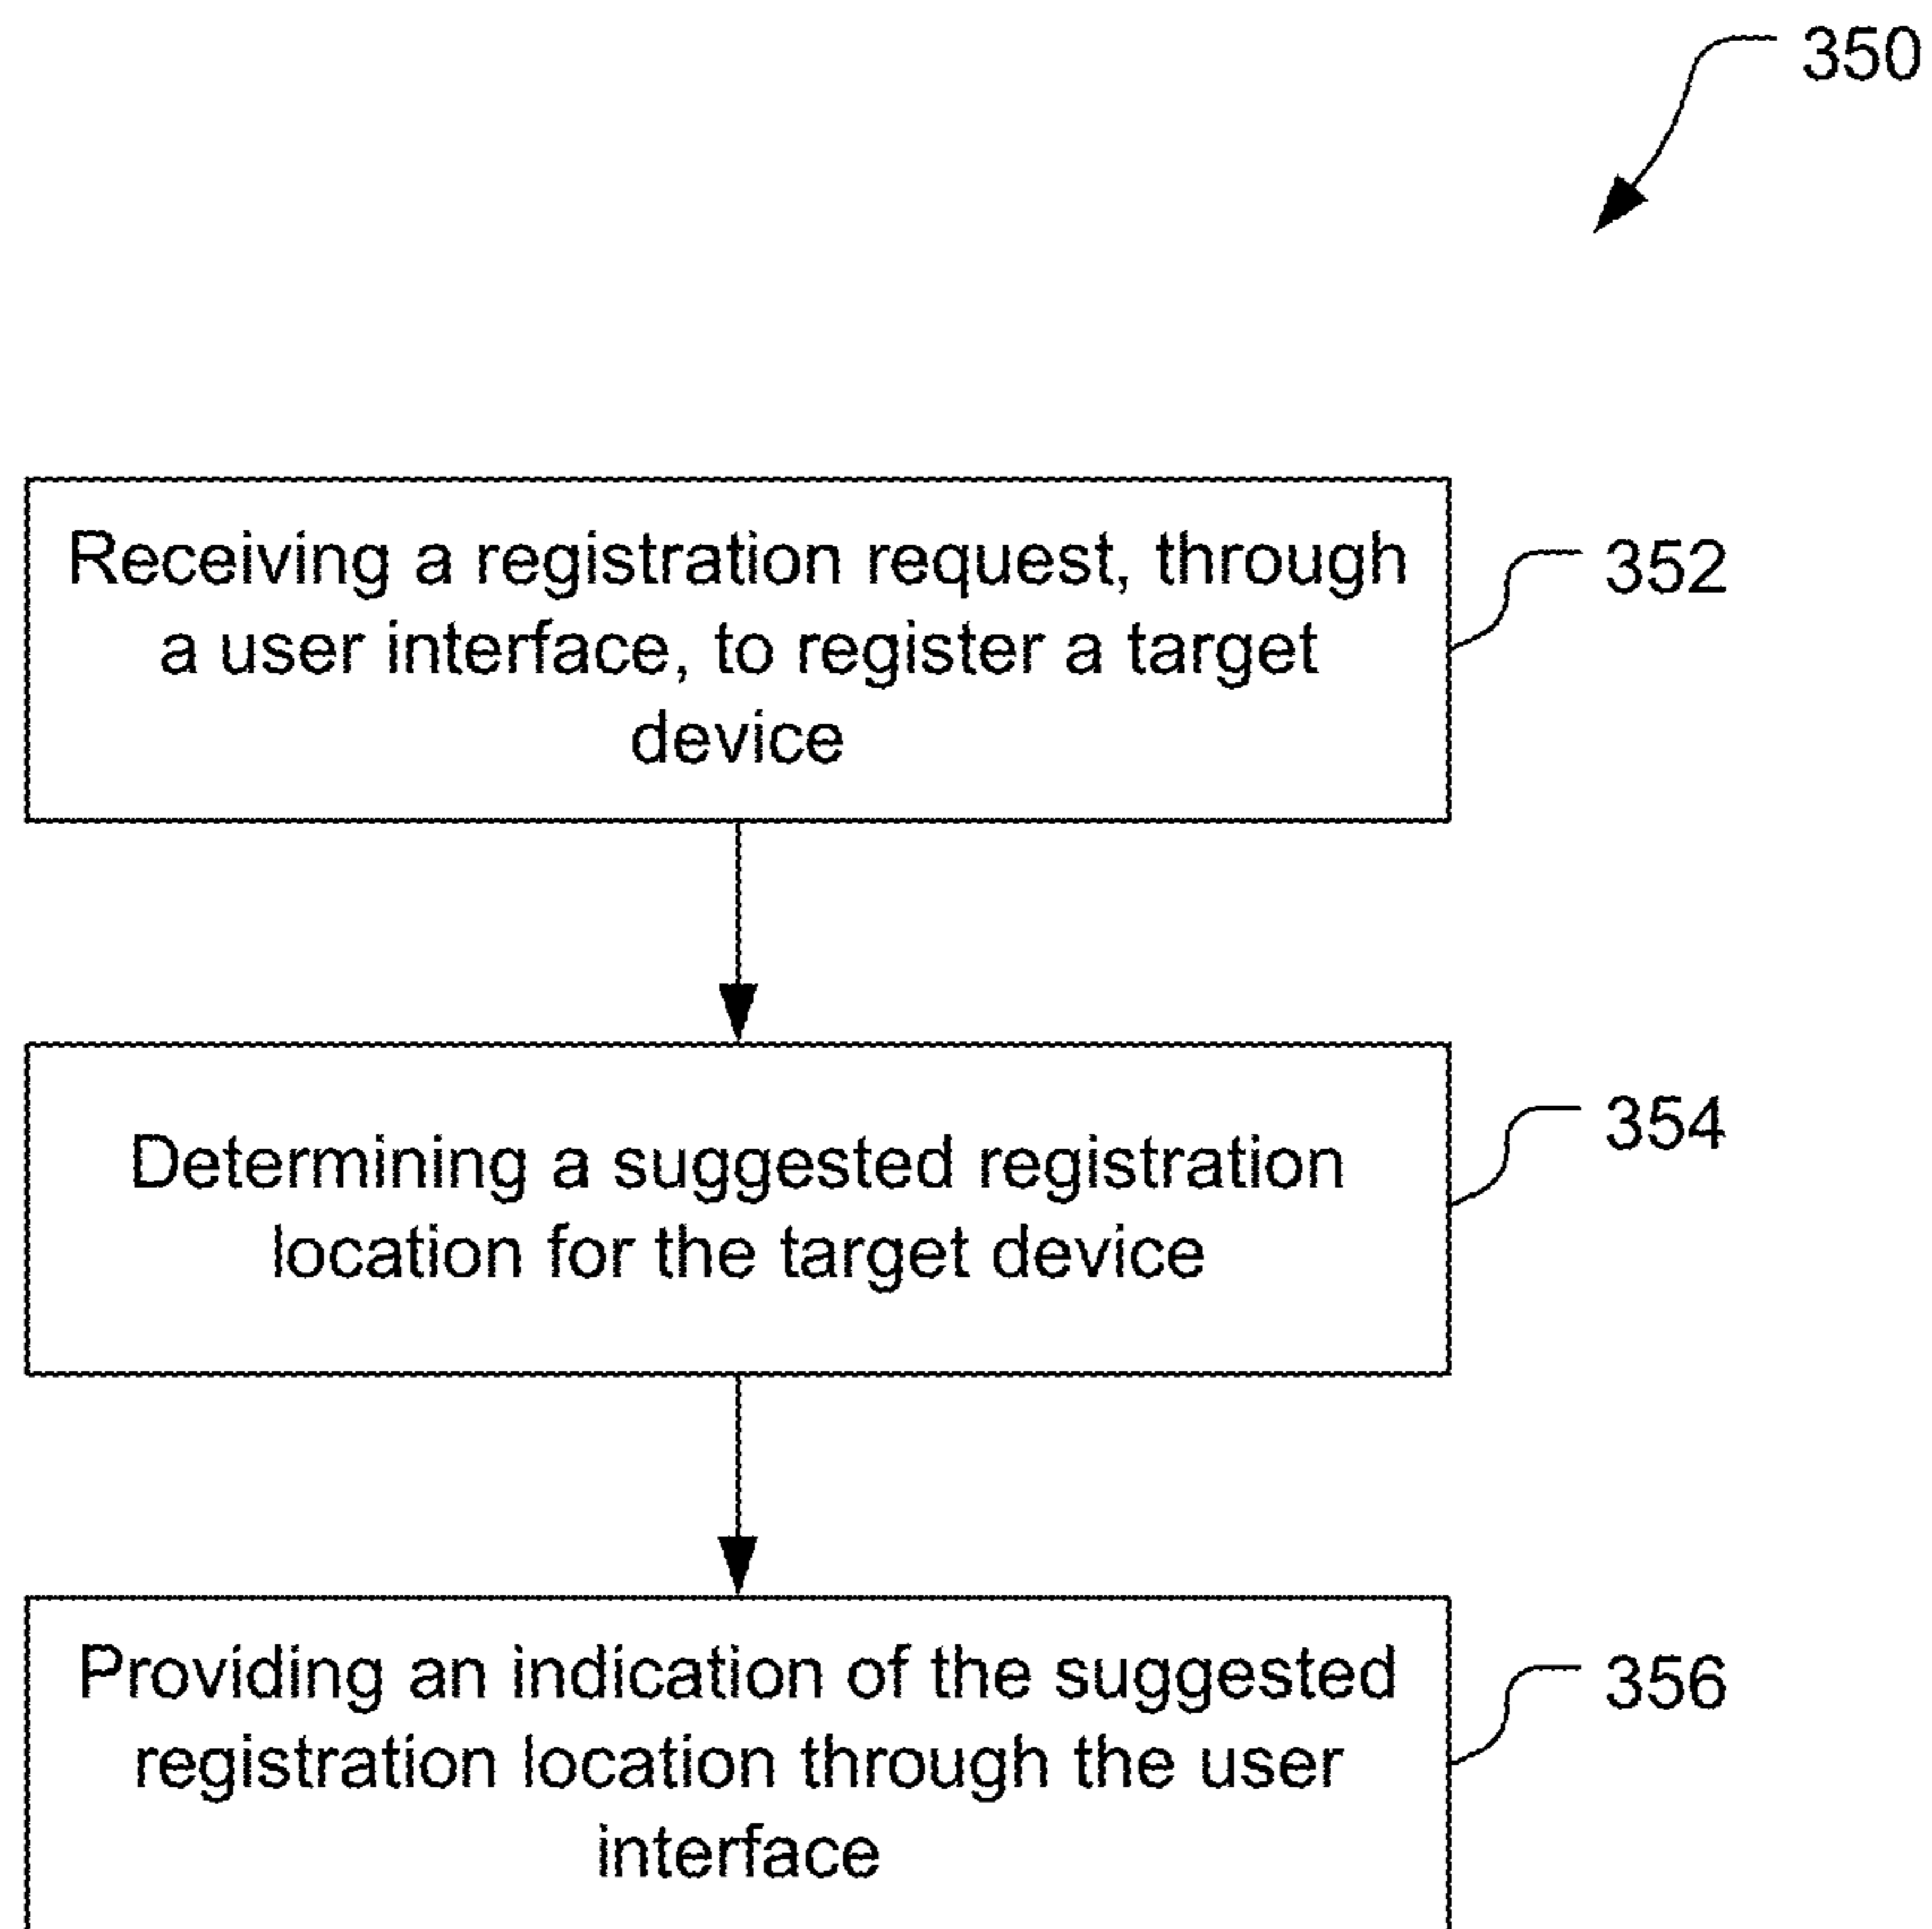 350
Receiving a registration request, through
a user interface, to register a target
device
352
Determining a suggested registration
location for the target device
354
Providing an indication of the suggested
registration location through the user
interface
356